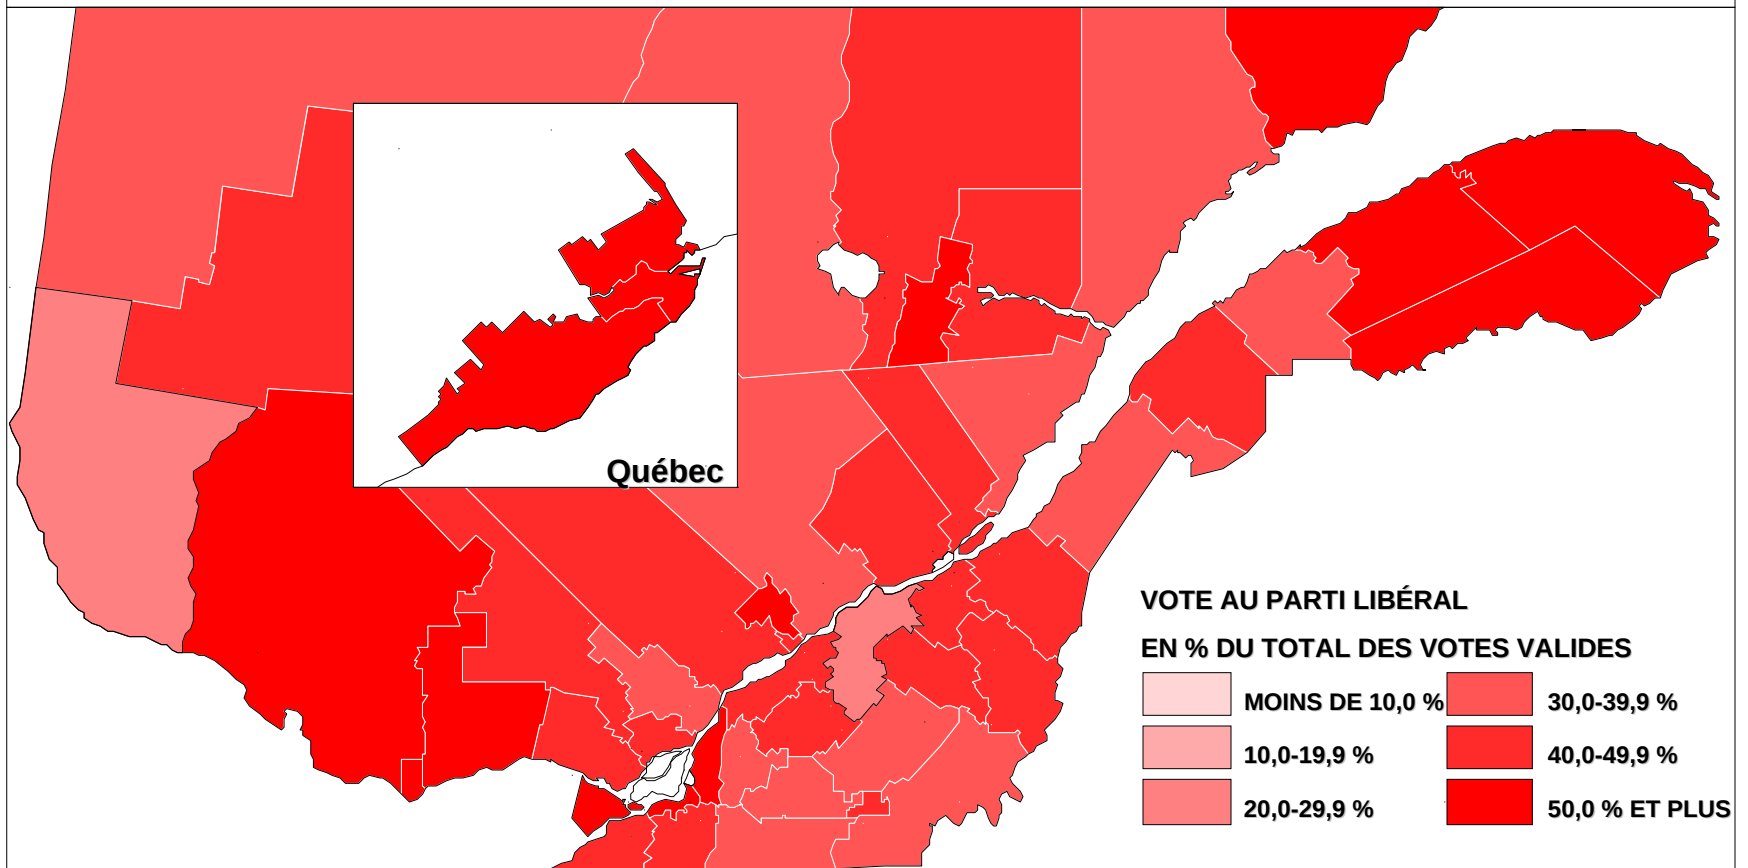 Québec
VOTE AU PARTI LIBÉRAL
EN % DU TOTAL DES VOTES VALIDES
MOINS DE 10,0 %
30,0-39,9 %
10,0-19,9 %
40,0-49,9 %
20,0-29,9 %
50,0 % ET PLUS